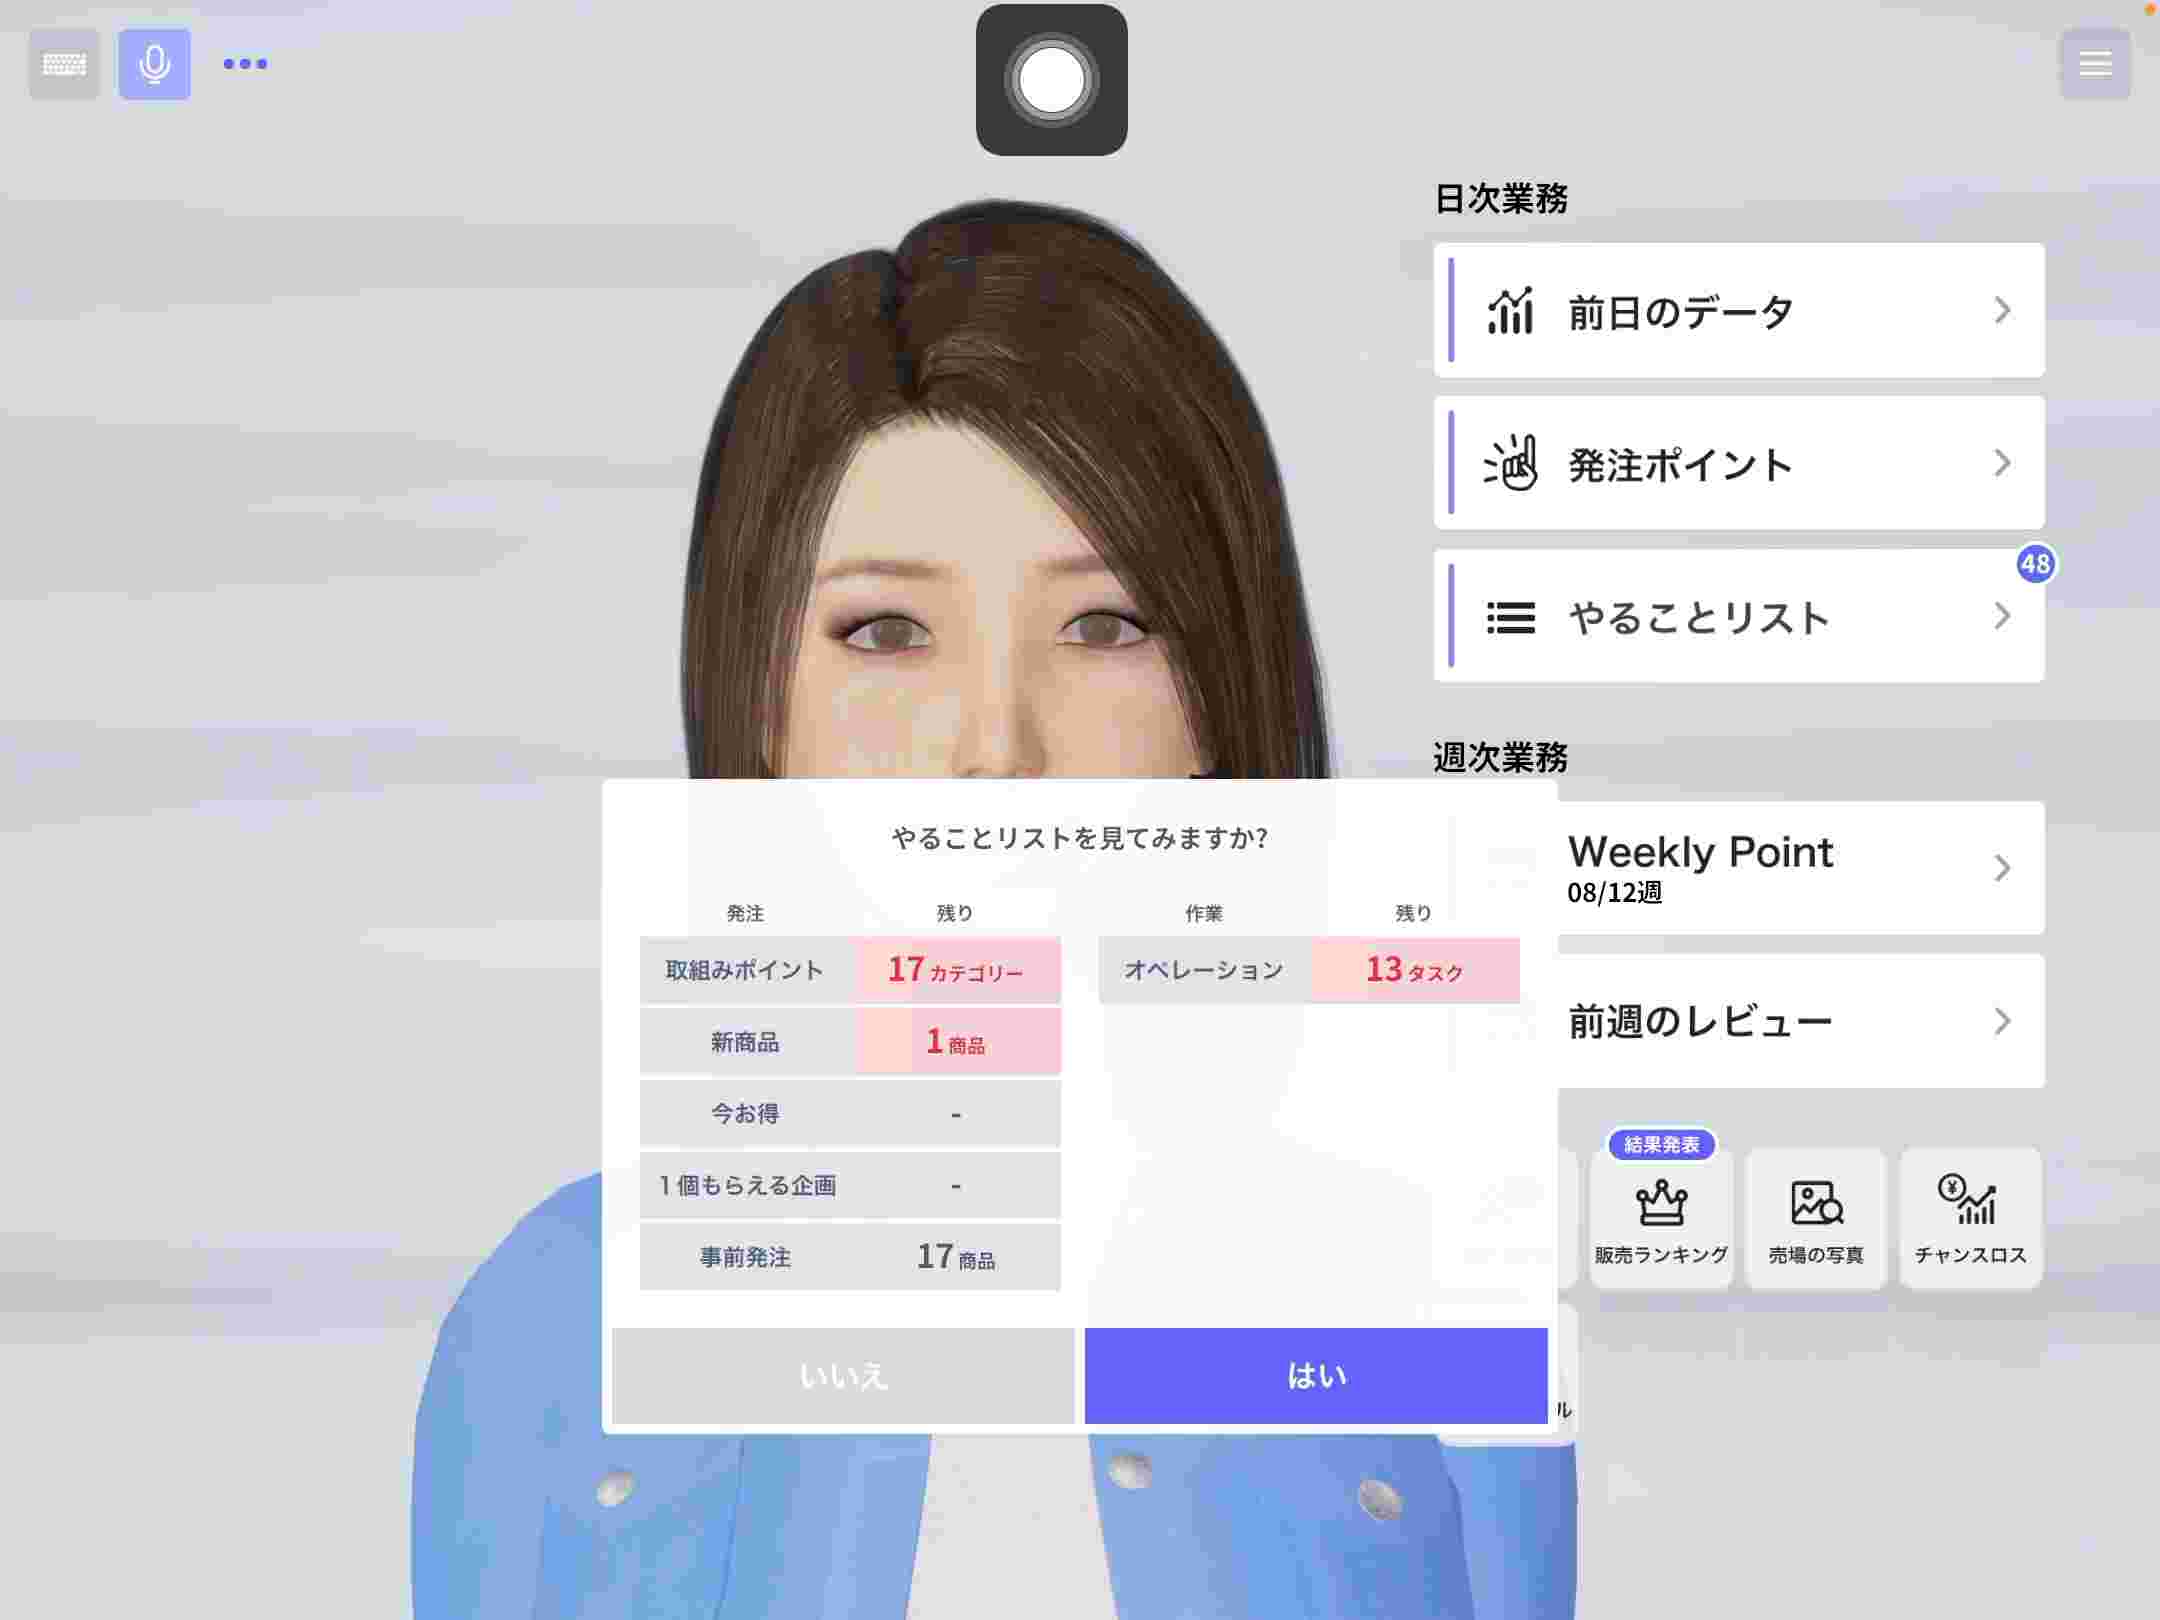 日次業務
前日のデータ
発注ポイント
48
やることリスト
週次業務
Weekly Point
08/12週
前週のレビュー
やることリストを見てみますか?
発注 残り
取組みポイント 17カテゴリー
新商品 1商品
今お得 -
1個もらえる企画 -
事前発注 17商品
作業 残り
オペレーション 13タスク
いいえ
はい
結果発表
販売ランキング
売場の写真
チャンスロス
ル